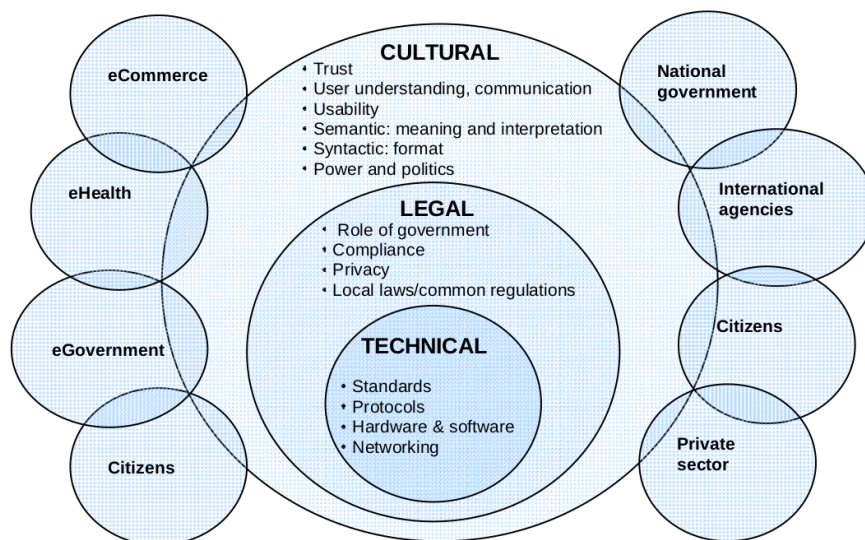 eCommerce
eHealth
eGovernment
Citizens
CULTURAL
• Trust
• User understanding, communication
• Usability
• Semantic: meaning and interpretation
• Syntactic: format
• Power and politics
LEGAL
• Role of government
• Compliance
• Privacy
• Local laws/common regulations
TECHNICAL
• Standards
• Protocols
• Hardware & software
• Networking
National
government
International
agencies
Citizens
Private
sector